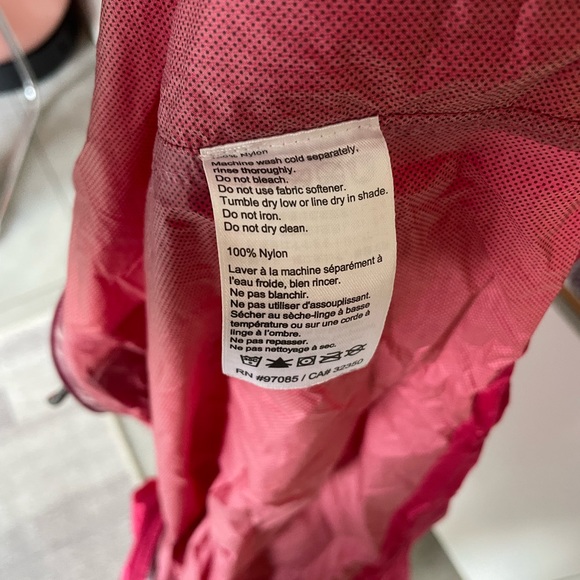 100% Nylon
Machine wash cold separately,
rinse thoroughly.
Do not bleach.
Do not use fabric softener.
Tumble dry low or line dry in shade.
Do not iron.
Do not dry clean.
100% Nylon
Laver à la machine séparément à
l'eau froide, bien rincer.
Ne pas blanchir.
Ne pas utiliser d'assouplissant.
Sécher au sèche-linge à basse
température ou sur une corde à
linge à l'ombre.
Ne pas repasser.
Ne pas nettoyage à sec.
RN #97085 / CA# 32350